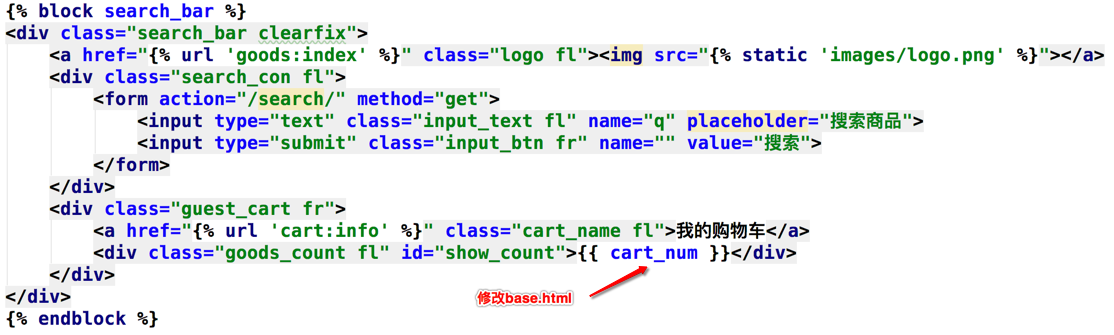 {% block search_bar %}
<div class="search_bar clearfix">
    <a href="{% url 'goods:index' %}" class="logo fl"><img src="{% static 'images/logo.png' %}"></a>
    <div class="search_con fl">
        <form action="/search/" method="get">
            <input type="text" class="input_text fl" name="q" placeholder="搜索商品">
            <input type="submit" class="input_btn fr" name="" value="搜索">
        </form>
    </div>
    <div class="guest_cart fr">
        <a href="{% url 'cart:info' %}" class="cart_name fl">我的购物车</a>
        <div class="goods_count fl" id="show_count">{{ cart_num }}</div>
    </div>
</div>
修改base.html
{% endblock %}